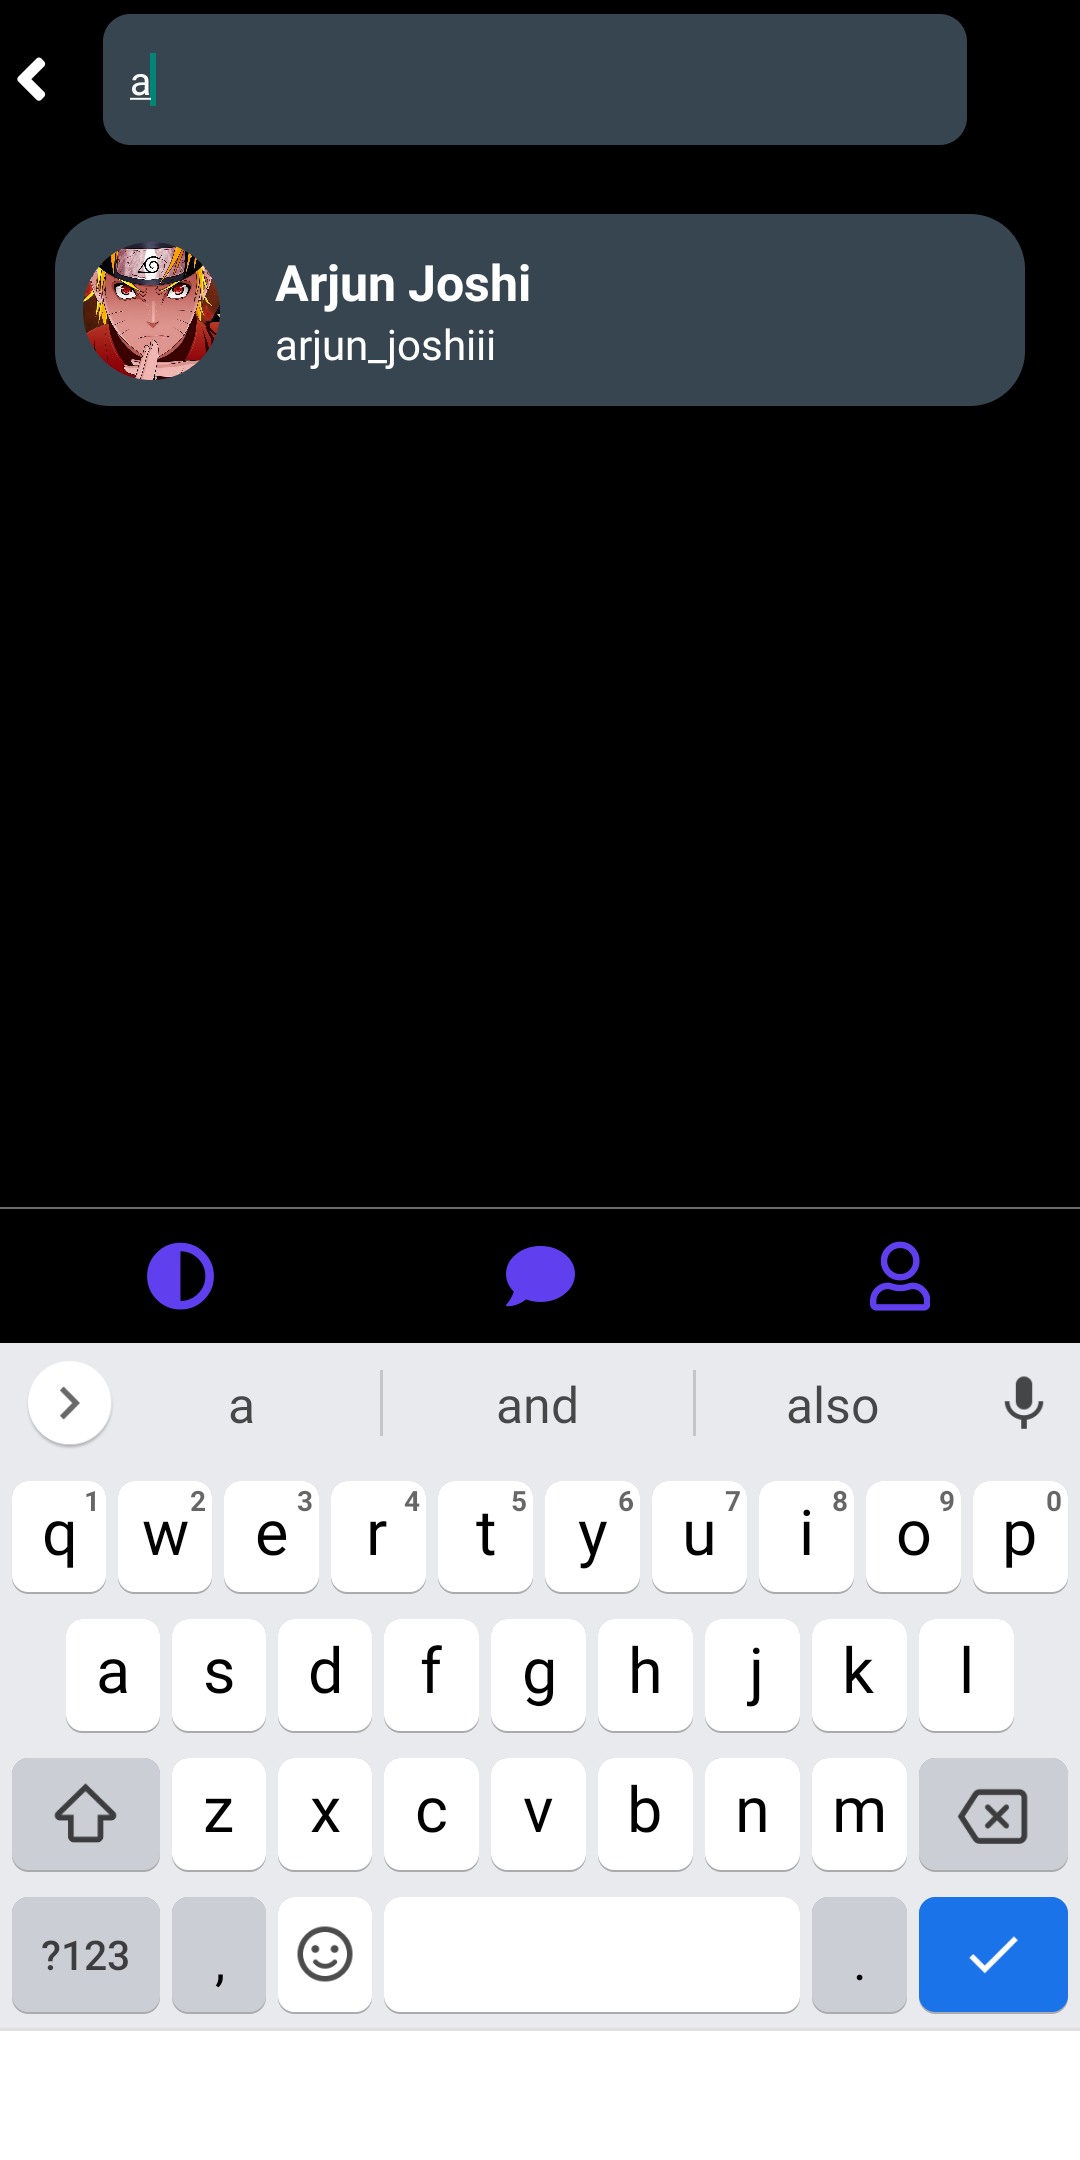 a
Arjun Joshi
arjun_joshiii
a and also
q 1 w 2 e 3 r 4 t 5 y 6 u 7 i 8 o 9 p 0
a s d f g h j k l
z x c v b n m
?123 , .